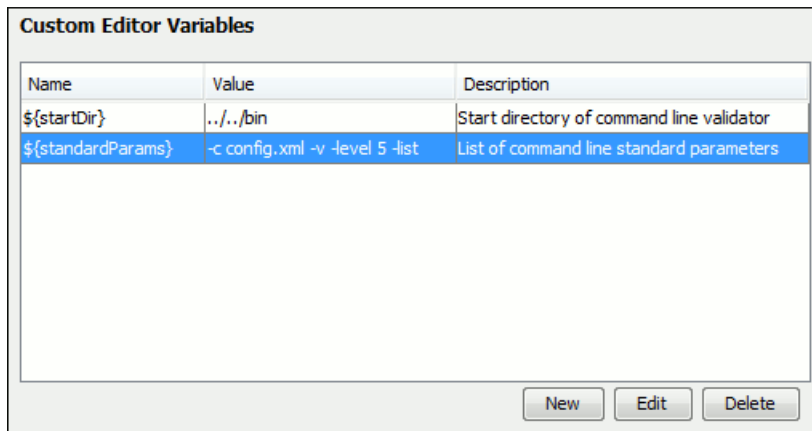 Custom Editor Variables
Name Value Description
${startDir} ../../bin Start directory of command line validator
${standardParams} -c config.xml -v -level 5 -list List of command line standard parameters
New Edit Delete